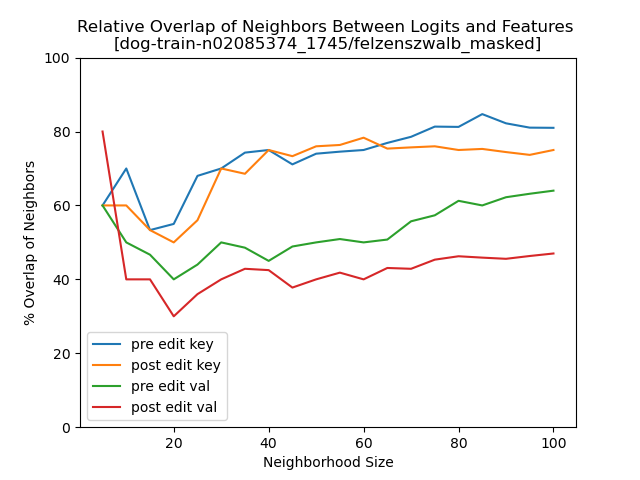 Relative Overlap of Neighbors Between Logits and Features
[dog-train-n02085374_1745/felzenszwalb_masked]
100
80
60
40
20
0
% Overlap of Neighbors
pre edit key
post edit key
pre edit val
post edit val
20 40 60 80 100
Neighborhood Size